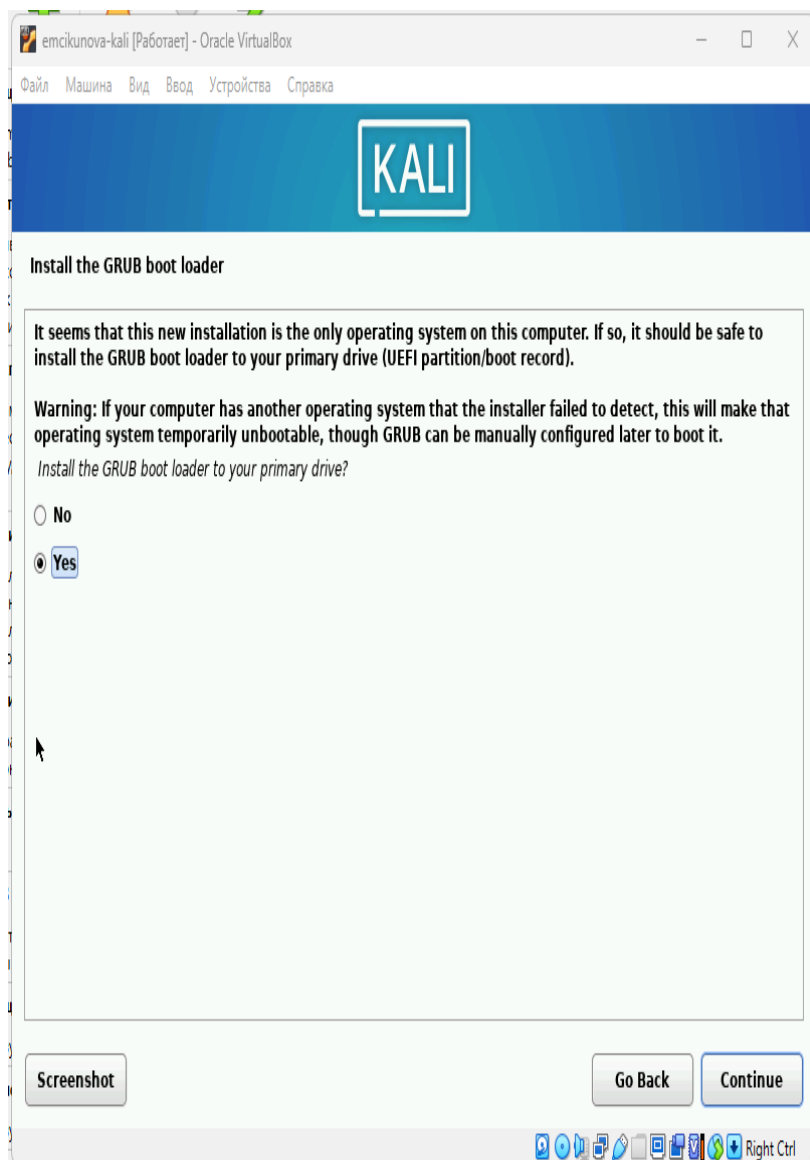 emcikunova-kali [Работает] - Oracle VirtualBox
Файл Машина Вид Ввод Устройства Справка
KALI
Install the GRUB boot loader
It seems that this new installation is the only operating system on this computer. If so, it should be safe to
install the GRUB boot loader to your primary drive (UEFI partition/boot record).
Warning: If your computer has another operating system that the installer failed to detect, this will make that
operating system temporarily unbootable, though GRUB can be manually configured later to boot it.
Install the GRUB boot loader to your primary drive?
No
Yes
Screenshot Go Back Continue
Right Ctrl